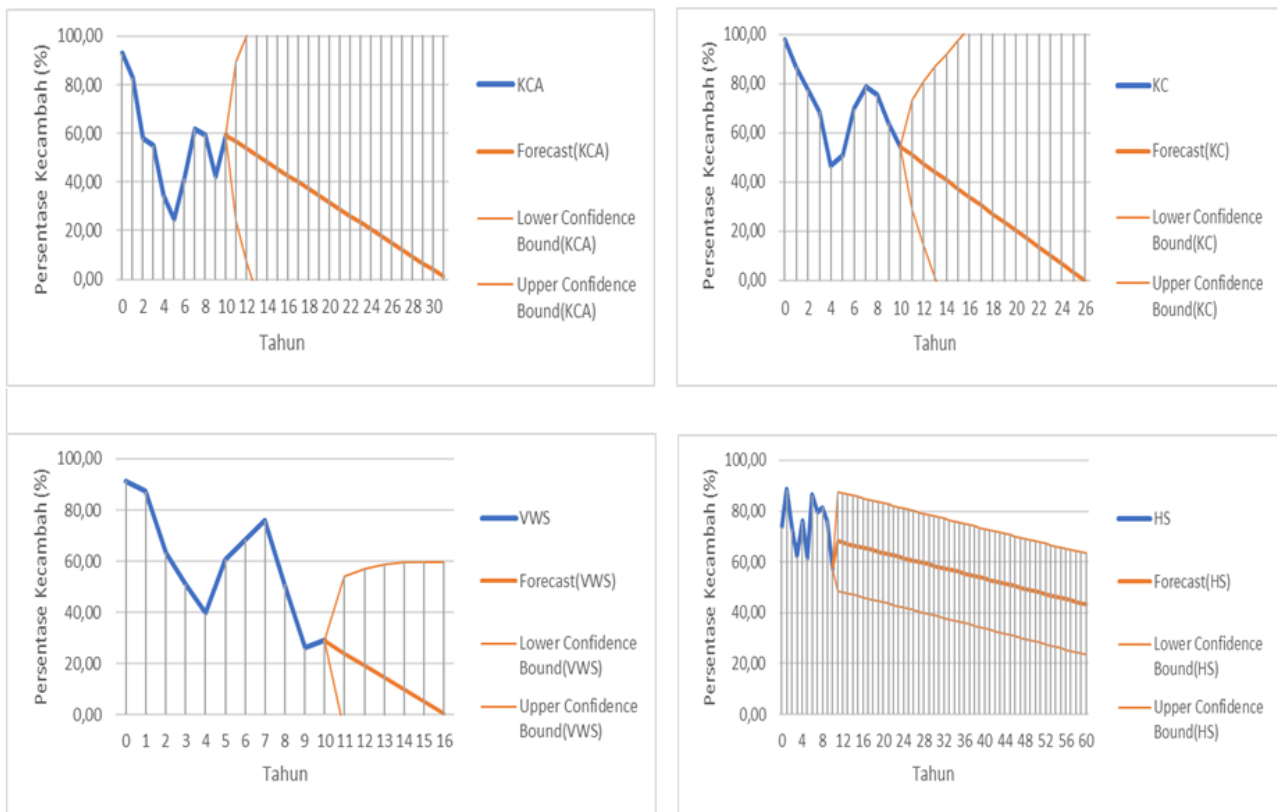 Persentase Kecambah (%)
100,00
80,00
60,00
40,00
20,00
0,00
0 2 4 6 8 10 12 14 16 18 20 22 24 26 28 30
Tahun
KCA
Forecast(KCA)
Lower Confidence
Bound(KCA)
Upper Confidence
Bound(KCA)
Persentase Kecambah (%)
100,00
80,00
60,00
40,00
20,00
0,00
0 2 4 6 8 10 12 14 16 18 20 22 24 26
Tahun
KC
Forecast(KC)
Lower Confidence
Bound(KC)
Upper Confidence
Bound(KC)
Persentase Kecambah (%)
100,00
80,00
60,00
40,00
20,00
0,00
0 1 2 3 4 5 6 7 8 9 10 11 12 13 14 15 16
Tahun
VWS
Forecast(VWS)
Lower Confidence
Bound(VWS)
Upper Confidence
Bound(VWS)
Persentase Kecambah (%)
100,00
80,00
60,00
40,00
20,00
0,00
0 4 8 12 16 20 24 28 32 36 40 44 48 52 56 60
Tahun
HS
Forecast(HS)
Lower Confidence
Bound(HS)
Upper Confidence
Bound(HS)